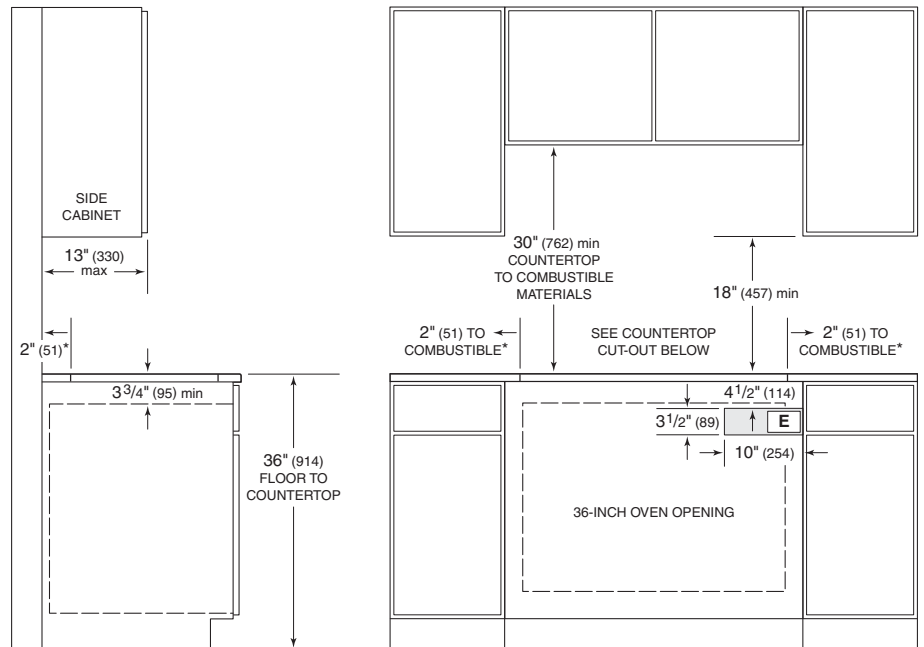 SIDE
CABINET
13" (330)
max
2" (51)*
3 3/4" (95) min
36" (914)
FLOOR TO
COUNTERTOP
30" (762) min
COUNTERTOP
TO COMBUSTIBLE
MATERIALS
18" (457) min
2" (51) TO
COMBUSTIBLE*
SEE COUNTERTOP
CUT-OUT BELOW
2" (51) TO
COMBUSTIBLE*
4 1/2" (114)
3 1/2" (89)
E
10" (254)
36-INCH OVEN OPENING